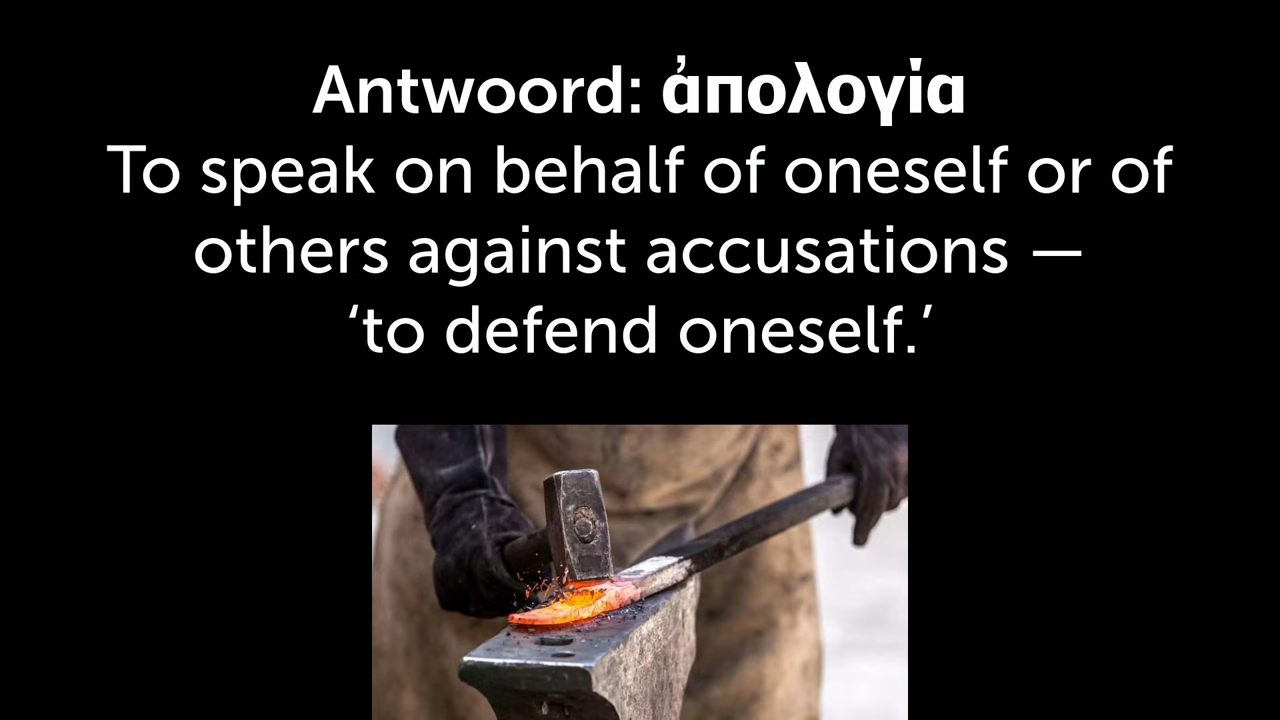 Antwoord: ἀπολογία
To speak on behalf of oneself or of
others against accusations —
‘to defend oneself.’